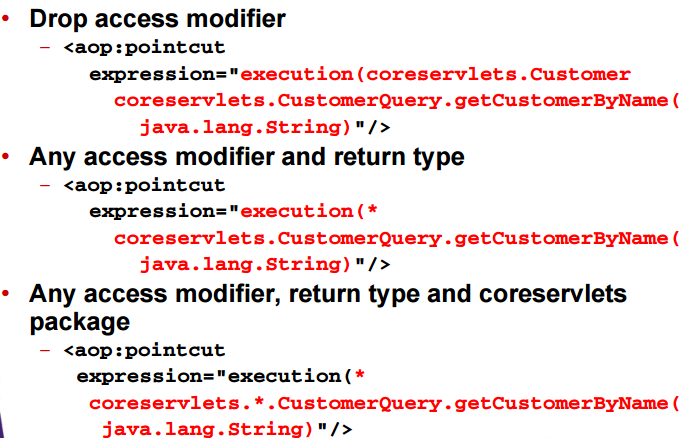 • Drop access modifier
– <aop:pointcut
expression="execution(coreservlets.Customer
coreservlets.CustomerQuery.getCustomerByName(
java.lang.String)"/>
• Any access modifier and return type
– <aop:pointcut
expression="execution(*
coreservlets.CustomerQuery.getCustomerByName(
java.lang.String)"/>
• Any access modifier, return type and coreservlets
package
– <aop:pointcut
expression="execution(*
coreservlets.*.CustomerQuery.getCustomerByName(
java.lang.String)"/>